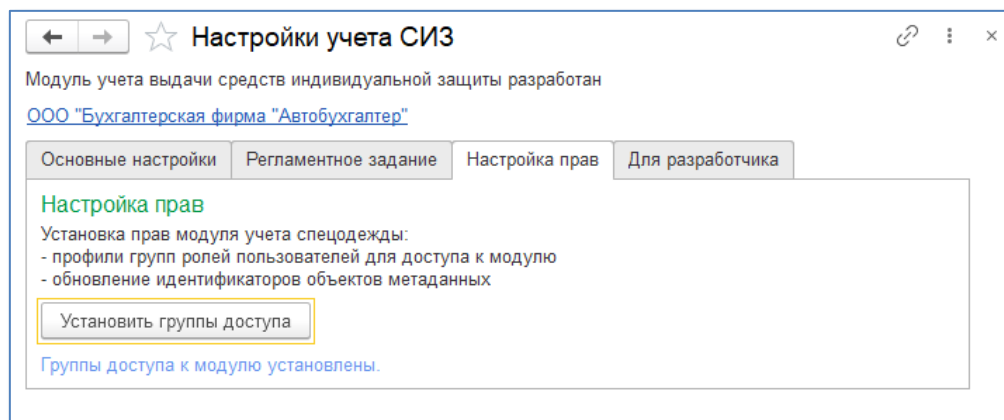 Настройки учета СИЗ
Модуль учета выдачи средств индивидуальной защиты разработан
ООО "Бухгалтерская фирма "Автобухгалтер"
Основные настройки Регламентное задание Настройка прав Для разработчика
Настройка прав
Установка прав модуля учета спецодежды:
- профили групп ролей пользователей для доступа к модулю
- обновление идентификаторов объектов метаданных
Установить группы доступа
Группы доступа к модулю установлены.